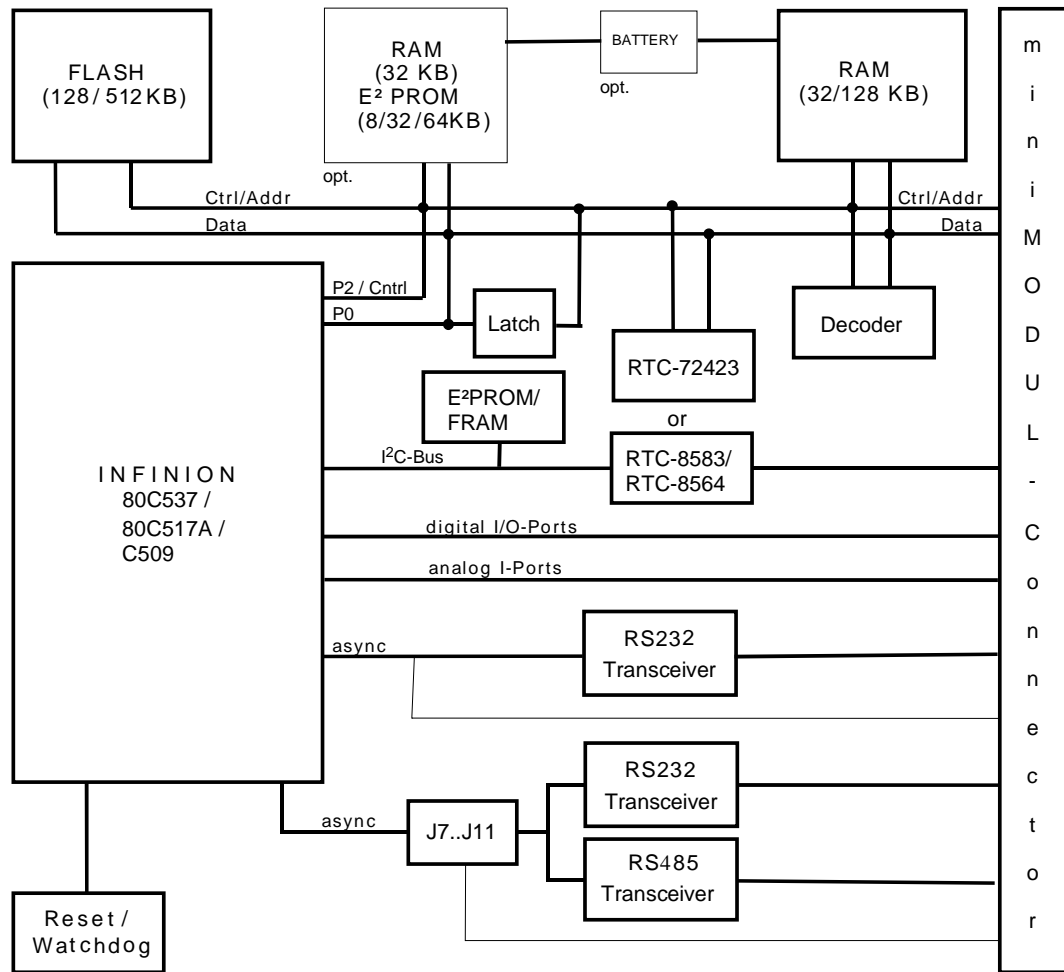 FLASH
(128/512KB)
RAM
(32 KB)
E² PROM
(8/32/64KB)
opt.
BATTERY
opt.
RAM
(32/128 KB)
Ctrl/Addr
Data
Ctrl/Addr
Data
P2 / Cntrl
P0
Latch
Decoder
RTC-72423
or
E²PROM/
FRAM
I²C-Bus
RTC-8583/
RTC-8564
INFINION
80C537 /
80C517A /
C509
digital I/O-Ports
analog I-Ports
async
RS232
Transceiver
RS232
Transceiver
async
J7..J11
RS485
Transceiver
Reset/
Watchdog
miniMODUL-Connector